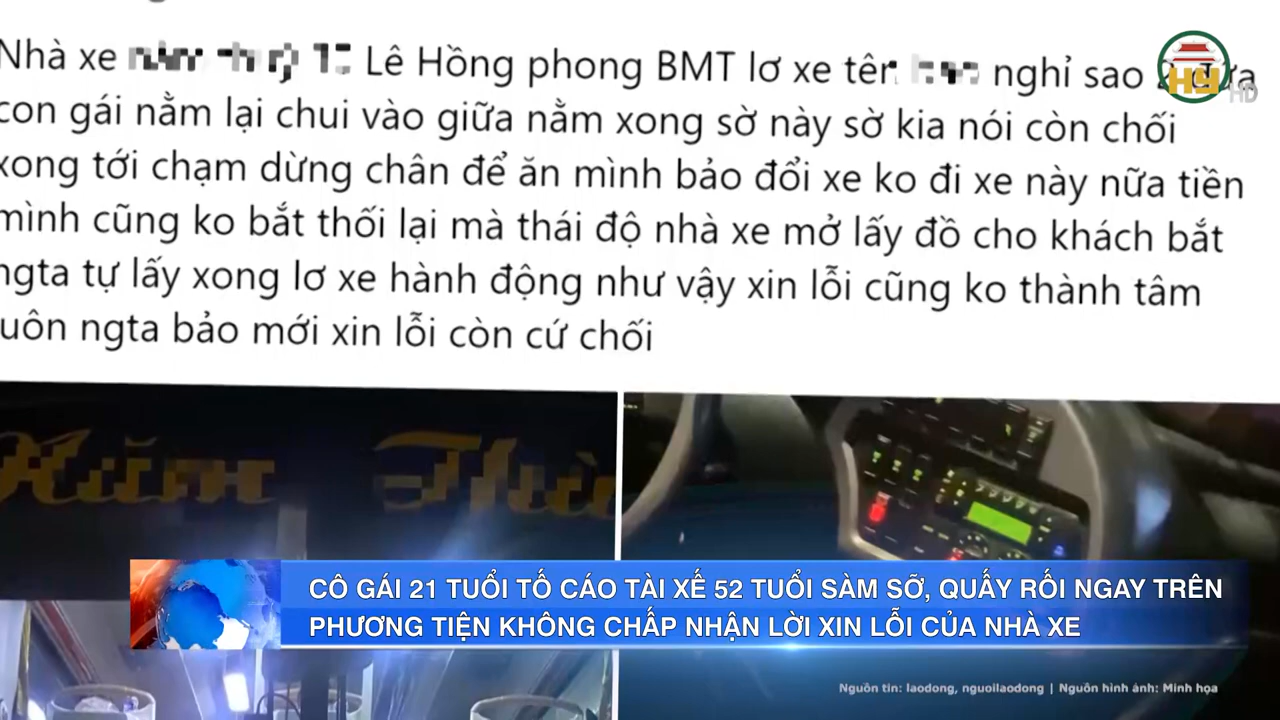 Nhà xe Lê Hồng phong BMT lơ xe tên nghỉ sao
con gái nằm lại chui vào giữa nằm xong sờ này sờ kia nói còn chối
xong tới chạm dừng chân để ăn mình bảo đổi xe ko đi xe này nữa tiền
mình cũng ko bắt thối lại mà thái độ nhà xe mở lấy đồ cho khách bắt
ngta tự lấy xong lơ xe hành động như vậy xin lỗi cũng ko thành tâm
uôn ngta bảo mới xin lỗi còn cứ chối
HY
HD
CÔ GÁI 21 TUỔI TỐ CÁO TÀI XẾ 52 TUỔI SÀM SỠ, QUẤY RỐI NGAY TRÊN
PHƯƠNG TIỆN KHÔNG CHẤP NHẬN LỜI XIN LỖI CỦA NHÀ XE
Nguồn tin: laodong, nguoilaodong | Nguồn hình ảnh: Minh họa